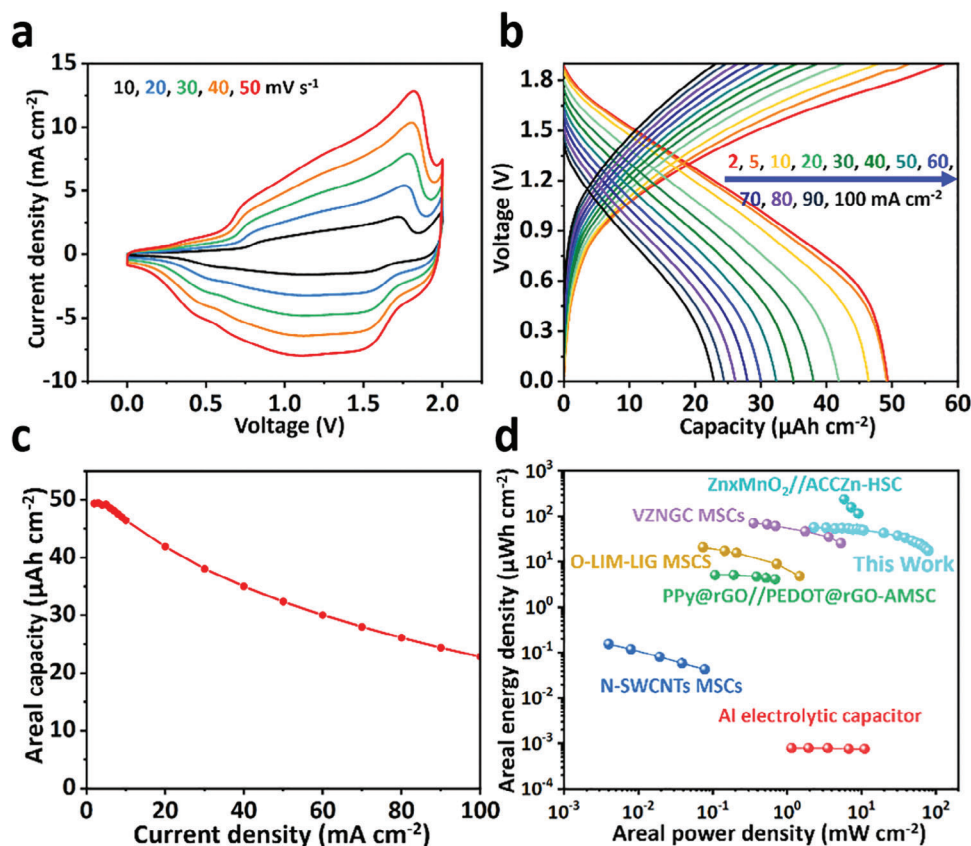 a
15
10
5
0
-5
-10
Current density (mA cm-2)
10, 20, 30, 40, 50 mV s-1
0.0 0.5 1.0 1.5 2.0
Voltage (V)
b
1.8
1.5
1.2
0.9
0.6
0.3
0.0
Voltage (V)
2, 5, 10, 20, 30, 40, 50, 60,
70, 80, 90, 100 mA cm-2
0 10 20 30 40 50 60
Capacity (µAh cm-2)
c
60
50
40
30
20
10
0
Areal capacity (µAh cm-2)
0 20 40 60 80 100
Current density (mA cm-2)
d
10³
10²
10¹
10⁰
10⁻¹
10⁻²
10⁻³
10⁻⁴
Areal energy density (µWh cm-2)
ZnxMnO₂//ACCZn-HSC
VZNGC MSCs
This Work
O-LIM-LIG MSCS
PPy@rGO//PEDOT@rGO-AMSC
N-SWCNTs MSCs
Al electrolytic capacitor
10⁻³ 10⁻² 10⁻¹ 10⁰ 10¹ 10²
Areal power density (mW cm-2)